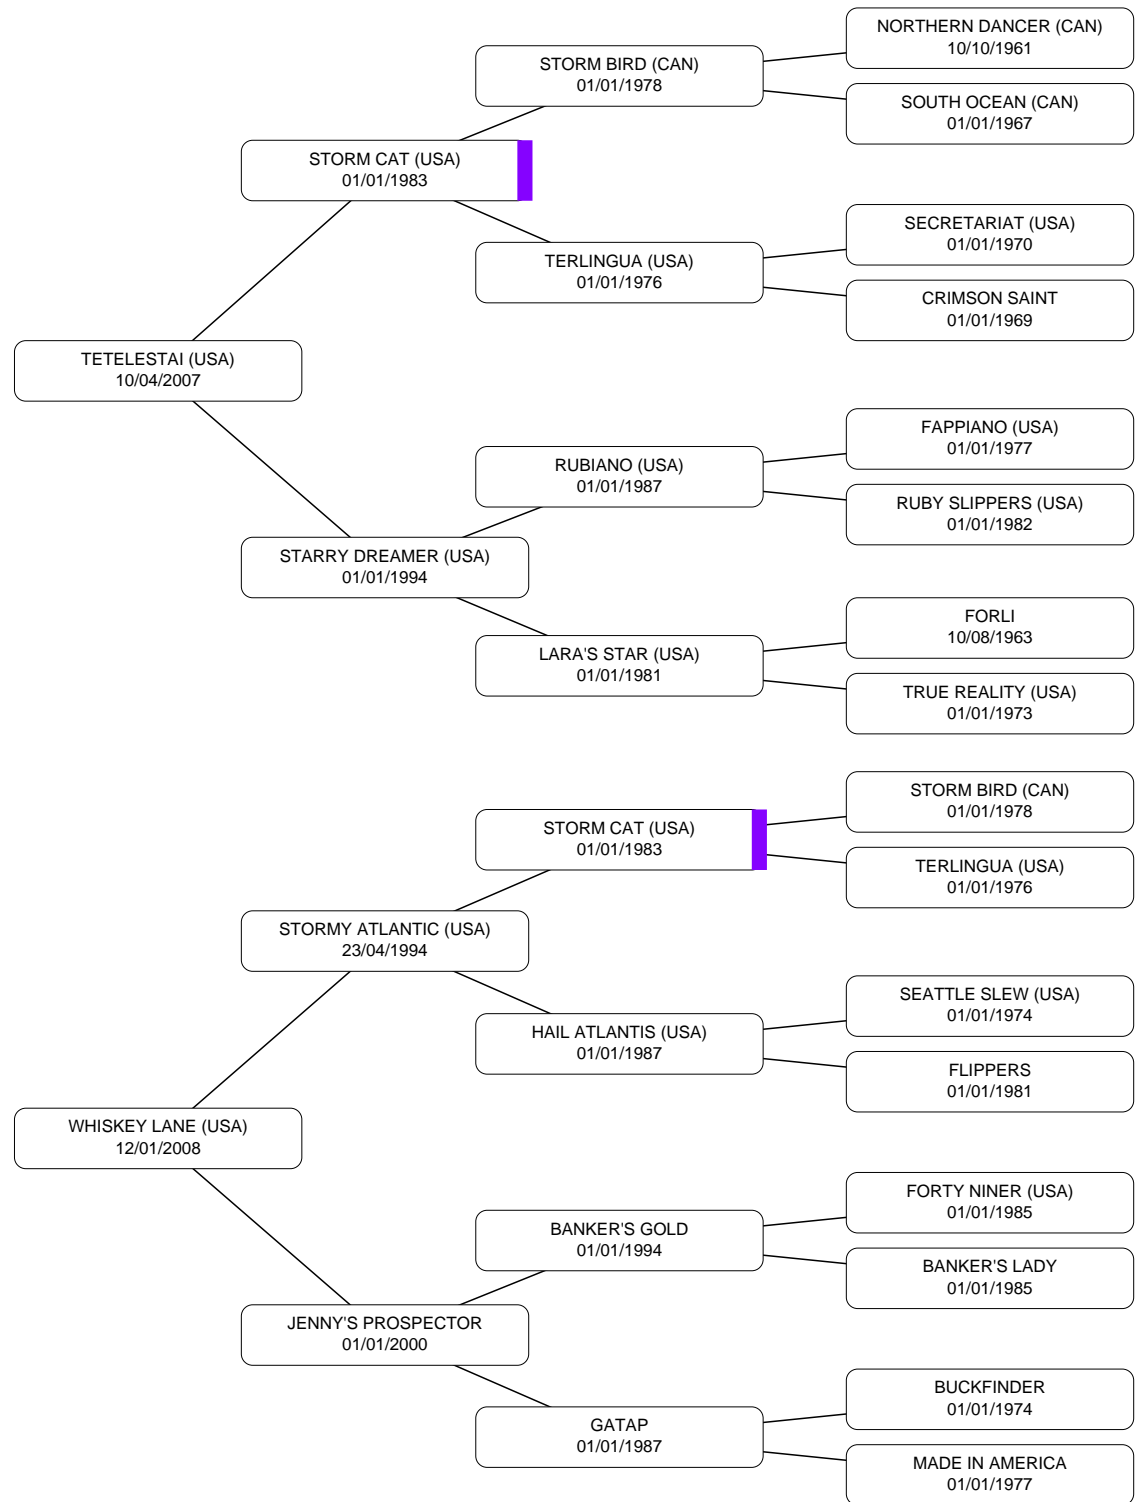 NORTHERN DANCER (CAN)
10/10/1961
STORM BIRD (CAN)
01/01/1978
SOUTH OCEAN (CAN)
01/01/1967
STORM CAT (USA)
01/01/1983
SECRETARIAT (USA)
01/01/1970
TERLINGUA (USA)
01/01/1976
CRIMSON SAINT
01/01/1969
TETELESTAI (USA)
10/04/2007
FAPPIANO (USA)
01/01/1977
RUBIANO (USA)
01/01/1987
RUBY SLIPPERS (USA)
01/01/1982
STARRY DREAMER (USA)
01/01/1994
FORLI
10/08/1963
LARA'S STAR (USA)
01/01/1981
TRUE REALITY (USA)
01/01/1973
STORM BIRD (CAN)
01/01/1978
STORM CAT (USA)
01/01/1983
TERLINGUA (USA)
01/01/1976
STORMY ATLANTIC (USA)
23/04/1994
SEATTLE SLEW (USA)
01/01/1974
HAIL ATLANTIS (USA)
01/01/1987
FLIPPERS
01/01/1981
WHISKEY LANE (USA)
12/01/2008
FORTY NINER (USA)
01/01/1985
BANKER'S GOLD
01/01/1994
BANKER'S LADY
01/01/1985
JENNY'S PROSPECTOR
01/01/2000
BUCKFINDER
01/01/1974
GATAP
01/01/1987
MADE IN AMERICA
01/01/1977